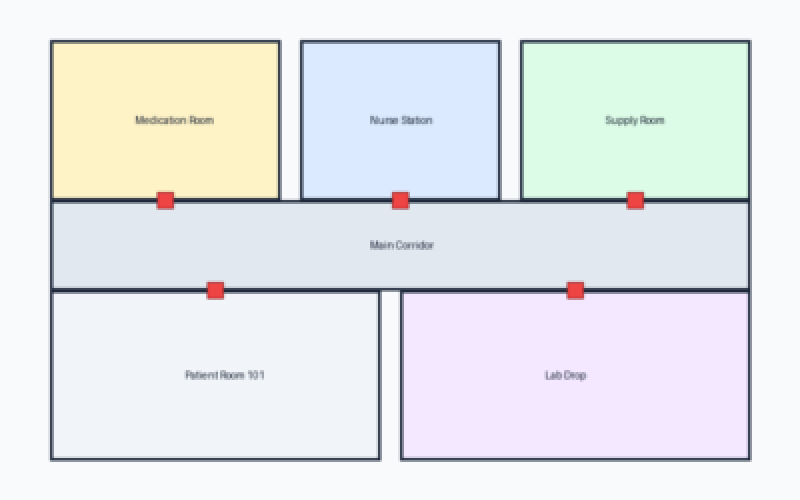 Medication Room
Nurse Station
Supply Room
Main Corridor
Patient Room 101
Lab Drop